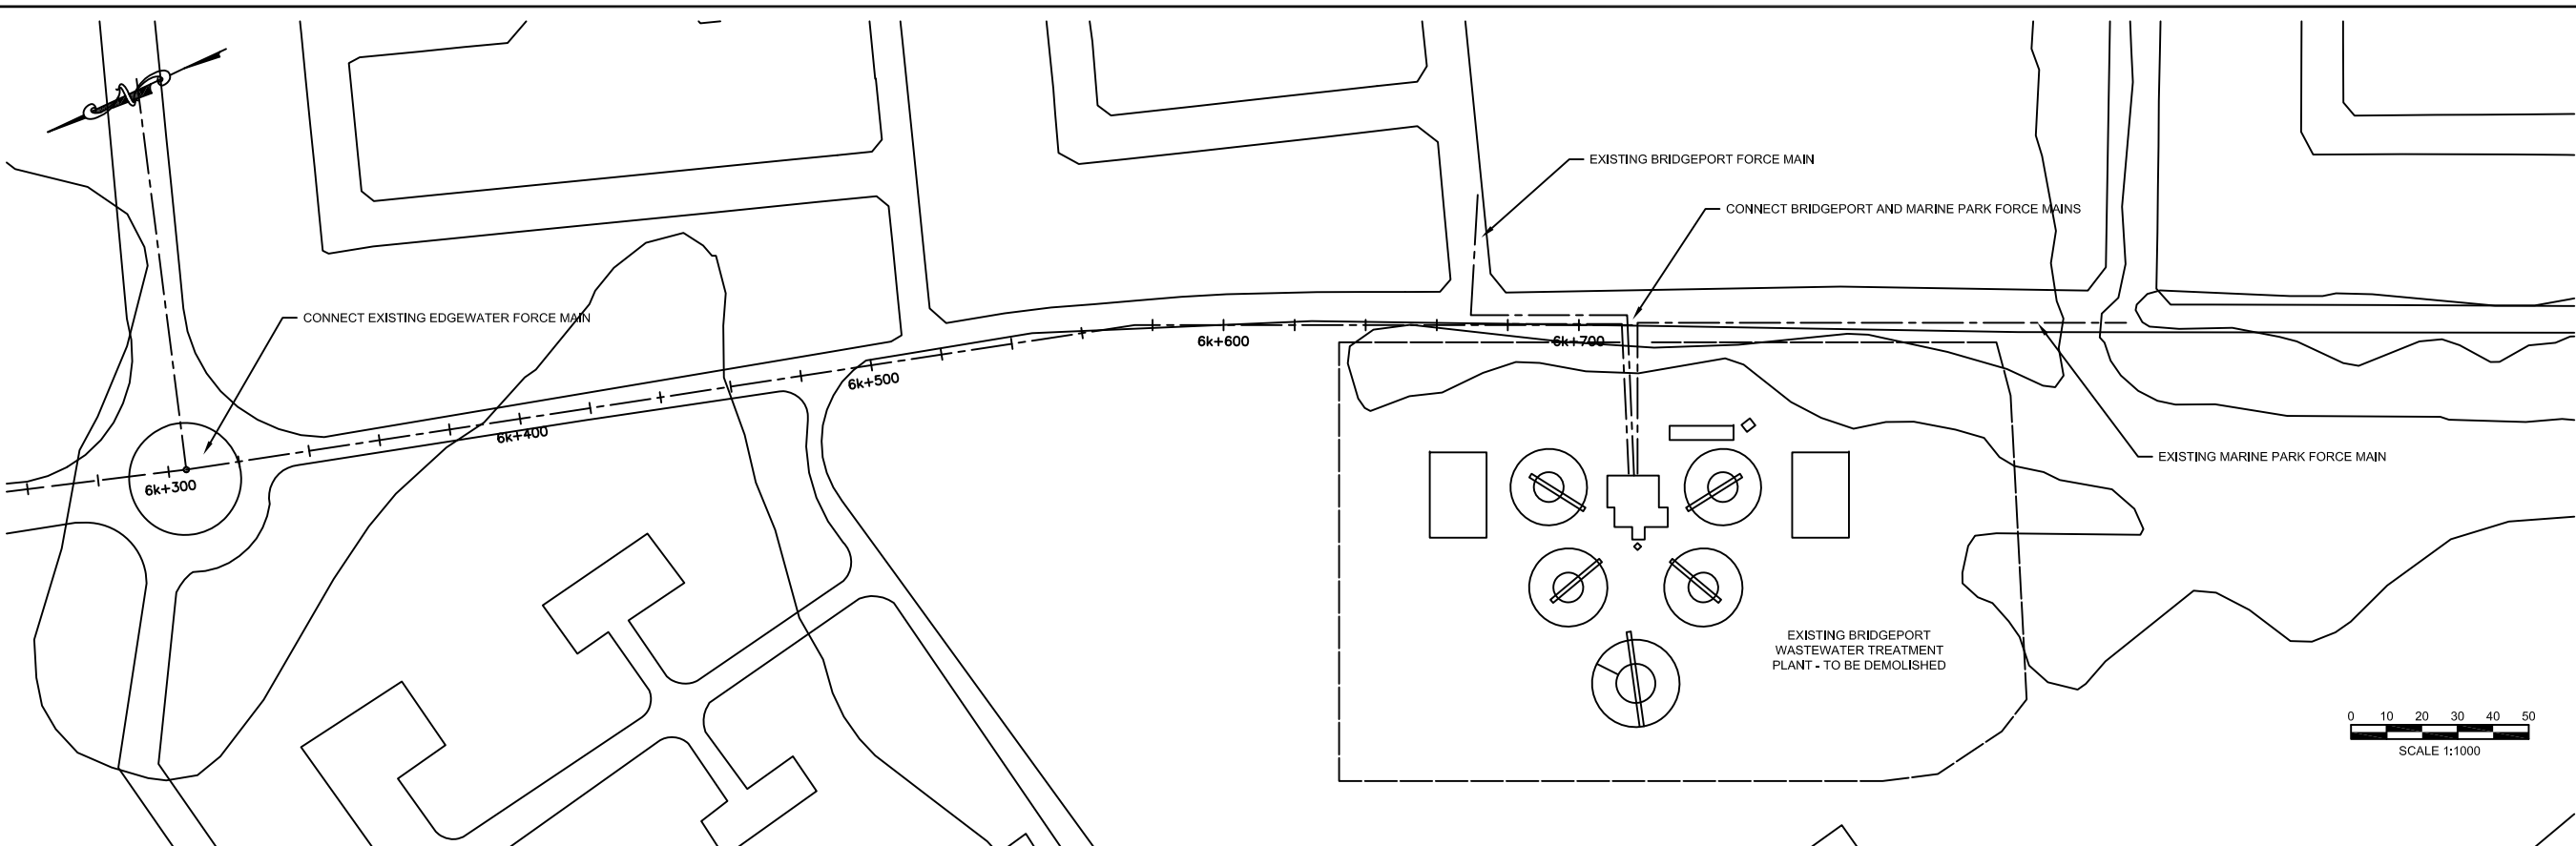 EXISTING BRIDGEPORT FORCE MAIN
CONNECT BRIDGEPORT AND MARINE PARK FORCE MAINS
CONNECT EXISTING EDGEWATER FORCE MAIN
6k+600
6k+700
6k+500
6k+400
EXISTING MARINE PARK FORCE MAIN
6k+300
EXISTING BRIDGEPORT
WASTEWATER TREATMENT
PLANT - TO BE DEMOLISHED
0 10 20 30 40 50
SCALE 1:1000